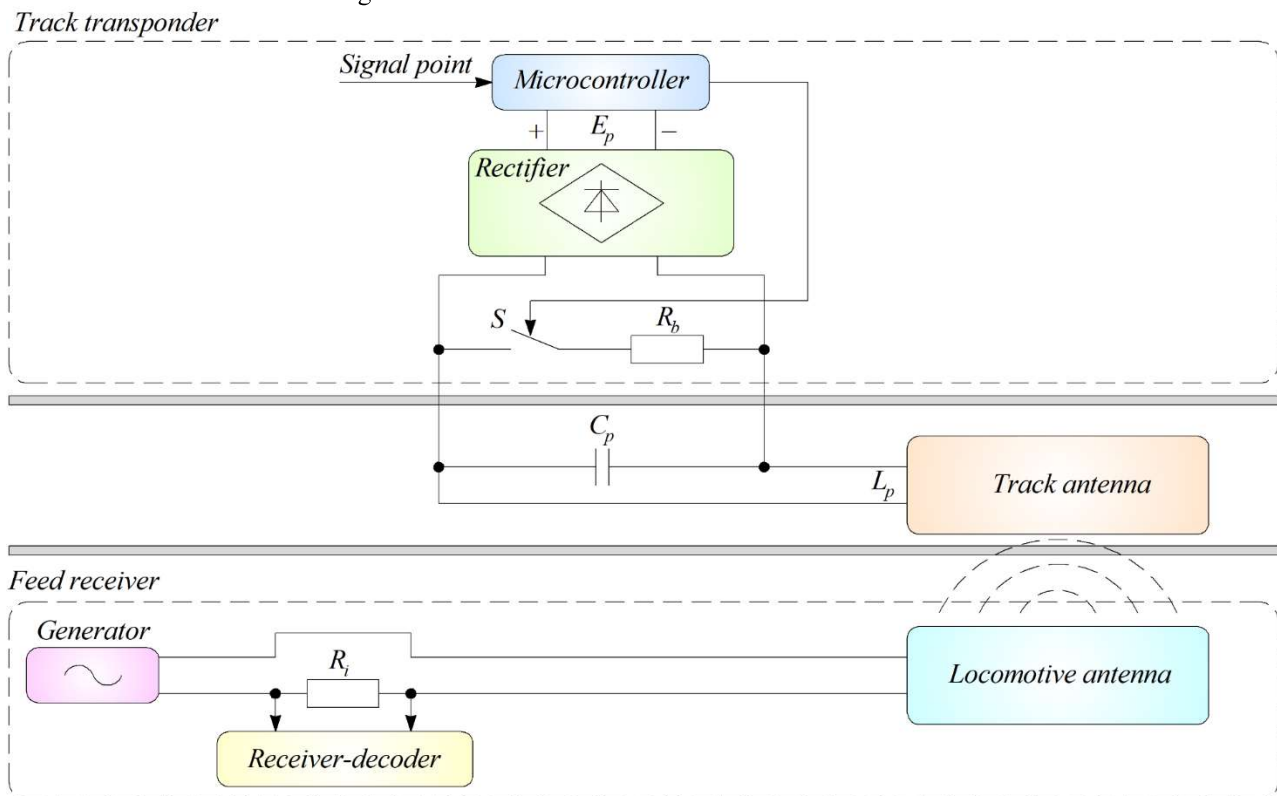 Track transponder
Signal point
Microcontroller
+ E_p −
Rectifier
S
R_b
C_p
L_p
Track antenna
Feed receiver
Generator
R_i
Locomotive antenna
Receiver-decoder